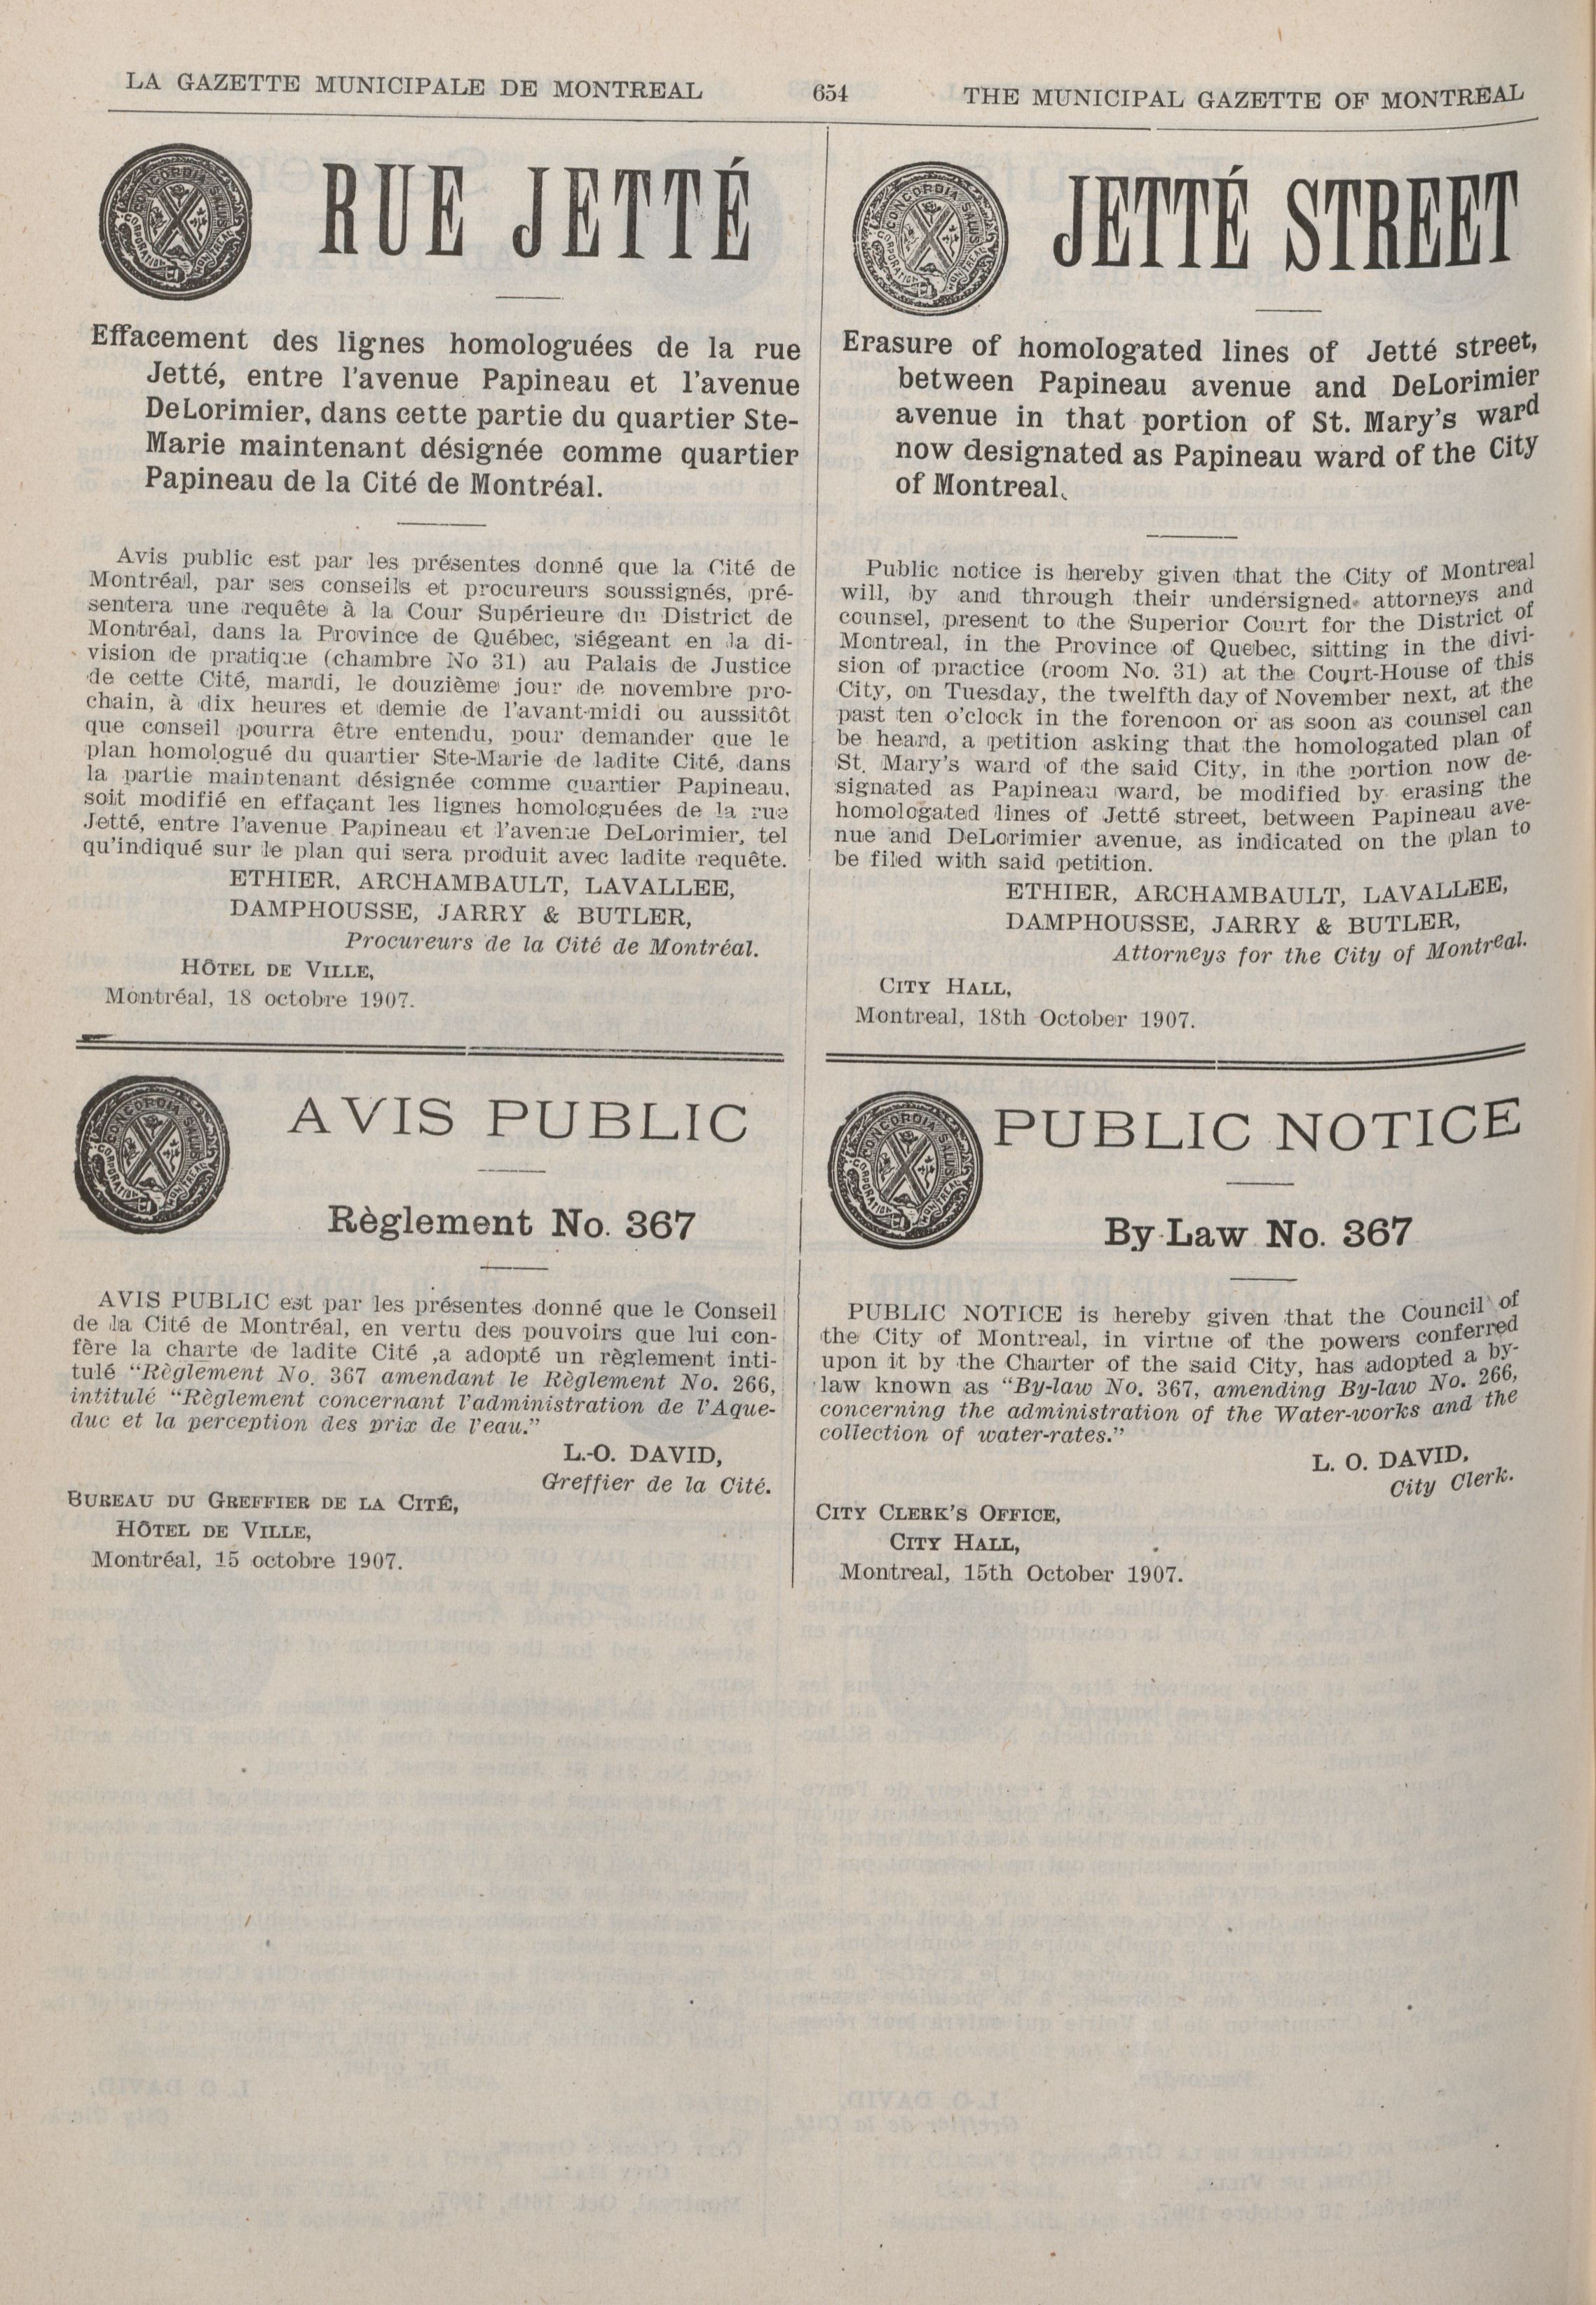 LA GAZETTE MUNICIPALE DE MONTREAL 654 THE MUNICIPAL GAZETTE OF MONTREAL
RUE JETTÉ
Effacement des lignes homologuées de la rue
Jetté, entre l'avenue Papineau et l'avenue
DeLorimier, dans cette partie du quartier Ste-
Marie maintenant désignée comme quartier
Papineau de la Cité de Montréal.
Avis public est par les présentes donné que la Cité de
Montréal, par ses conseils et procureurs soussignés, pré-
sentera une requête à la Cour Supérieure du District de
Montréal, dans la Province de Québec, siégeant en la di-
vision de pratique (chambre No 31) au Palais de Justice
de cette Cité, mardi, le douzième jour de novembre pro-
chain, à dix heures et demie de l'avant-midi ou aussitôt
que conseil pourra être entendu, pour demander que le
plan homologué du quartier Ste-Marie de ladite Cité, dans
la partie maintenant désignée comme quartier Papineau,
soit modifié en effaçant les lignes homologuées de la rue
Jetté, entre l'avenue Papineau et l'avenue DeLorimier, tel
qu'indiqué sur le plan qui sera produit avec ladite requête.
ETHIER, ARCHAMBAULT, LAVALLEE,
DAMPHOUSSE, JARRY & BUTLER,
Procureurs de la Cité de Montréal.
HÔTEL DE VILLE,
Montréal, 18 octobre 1907.
JETTÉ STREET
Erasure of homologated lines of Jetté street,
between Papineau avenue and DeLorimier
avenue in that portion of St. Mary's ward
now designated as Papineau ward of the City
of Montreal.
Public notice is hereby given that the City of Montreal
will, by and through their undersigned attorneys and
counsel, present to the Superior Court for the District of
Montreal, in the Province of Quebec, sitting in the divi-
sion of practice (room No. 31) at the Court-House of this
City, on Tuesday, the twelfth day of November next, at the
past ten o'clock in the forenoon or as soon as counsel can
be heard, a petition asking that the homologated plan of
St. Mary's ward of the said City, in the portion now de-
signated as Papineau ward, be modified by erasing the
homologated lines of Jetté street, between Papineau ave-
nue and DeLorimier avenue, as indicated on the plan to
be filed with said petition.
ETHIER, ARCHAMBAULT, LAVALLEE,
DAMPHOUSSE, JARRY & BUTLER,
Attorneys for the City of Montreal.
CITY HALL,
Montreal, 18th October 1907.
AVIS PUBLIC
Règlement No. 367
AVIS PUBLIC est par les présentes donné que le Conseil
de la Cité de Montréal, en vertu des pouvoirs que lui con-
fère la charte de ladite Cité ,a adopté un règlement inti-
tulé "Règlement No. 367 amendant le Règlement No. 266,
intitulé "Règlement concernant l'administration de l'Aque-
duc et la perception des prix de l'eau."
L.-O. DAVID,
Greffier de la Cité.
BUREAU DU GREFFIER DE LA CITÉ,
HÔTEL DE VILLE,
Montréal, 15 octobre 1907.
PUBLIC NOTICE
By-Law No. 367
PUBLIC NOTICE is hereby given that the Council of
the City of Montreal, in virtue of the powers conferred
upon it by the Charter of the said City, has adopted a by-
law known as "By-law No. 367, amending By-law No. 266,
concerning the administration of the Water-works and the
collection of water-rates."
L. O. DAVID,
City Clerk.
CITY CLERK'S OFFICE,
CITY HALL,
Montreal, 15th October 1907.